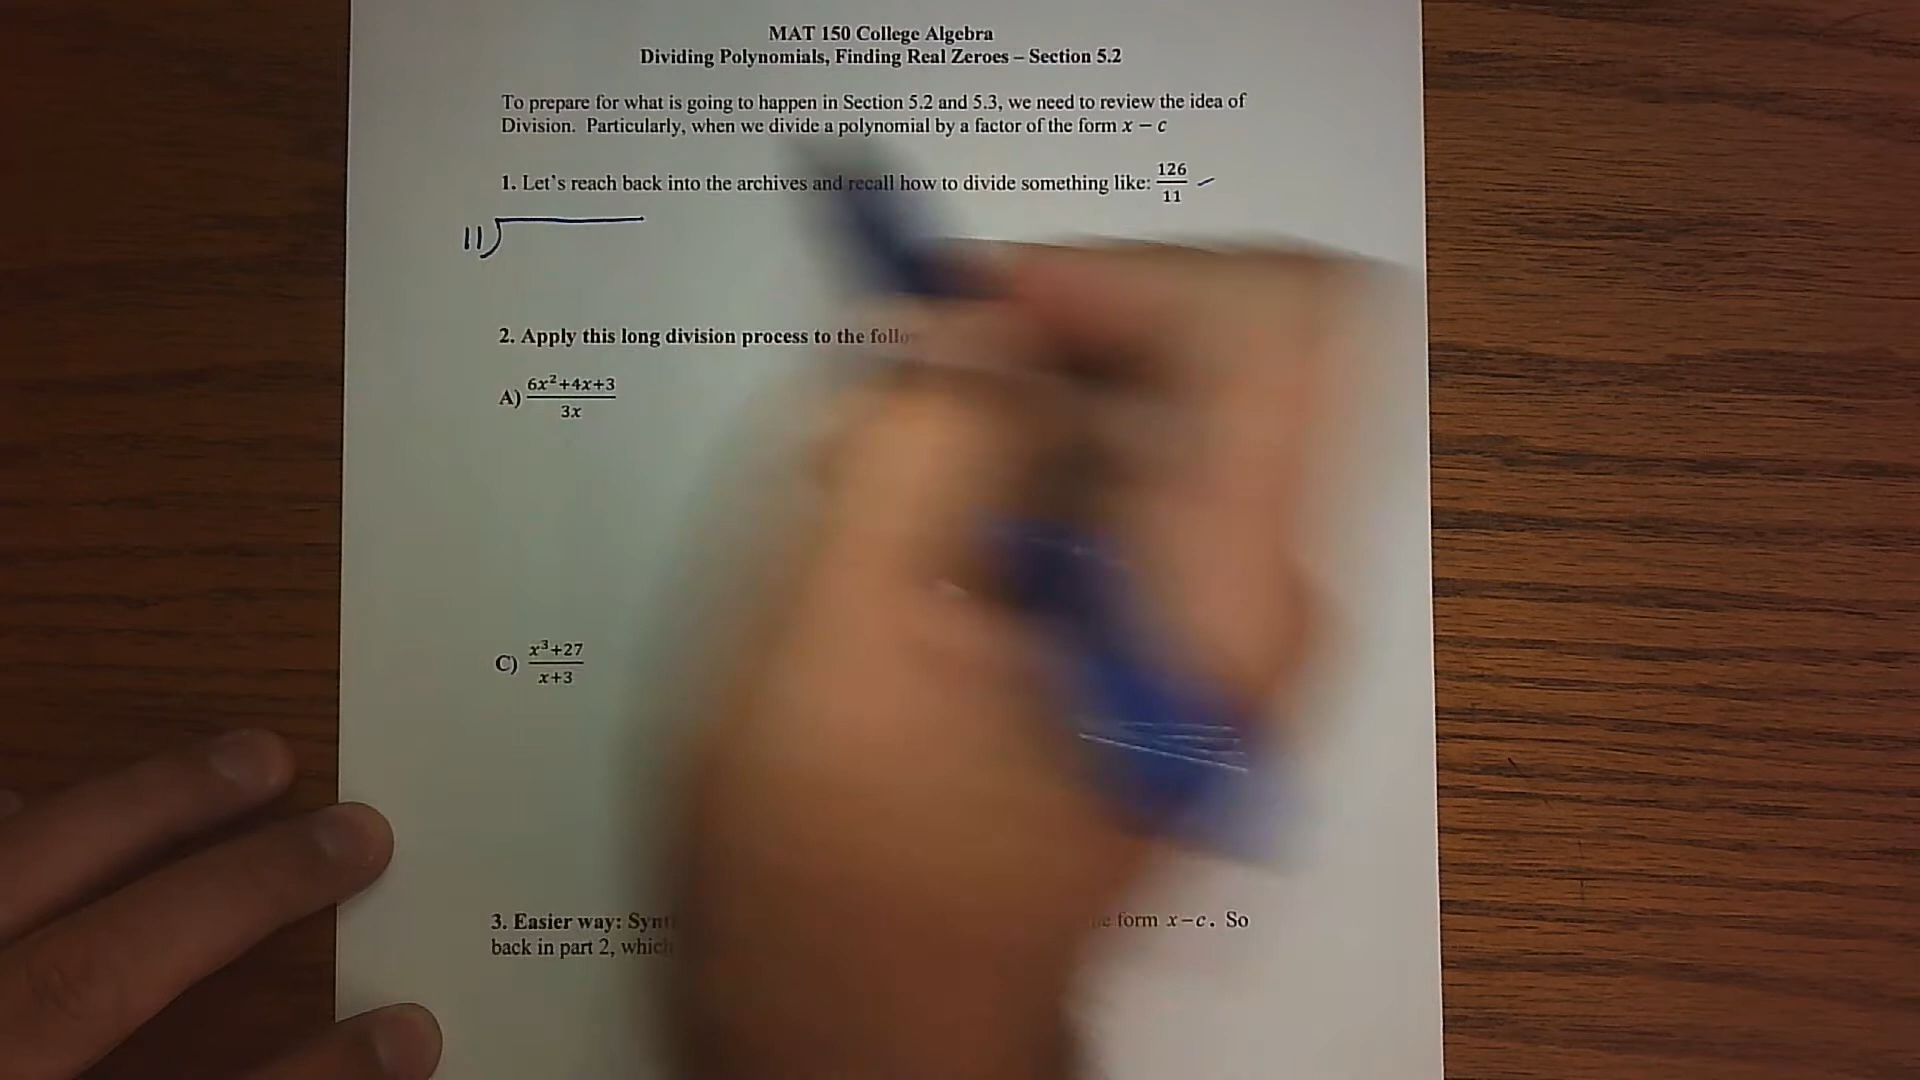 MAT 150 College Algebra
Dividing Polynomials, Finding Real Zeroes – Section 5.2
To prepare for what is going to happen in Section 5.2 and 5.3, we need to review the idea of
Division. Particularly, when we divide a polynomial by a factor of the form x − c
1. Let's reach back into the archives and recall how to divide something like: 126/11
11)
2. Apply this long division process to the
A) (6x²+4x+3)/(3x)
C) (x³+27)/(x+3)
3. Easier way: form x−c. So
back in part 2, which